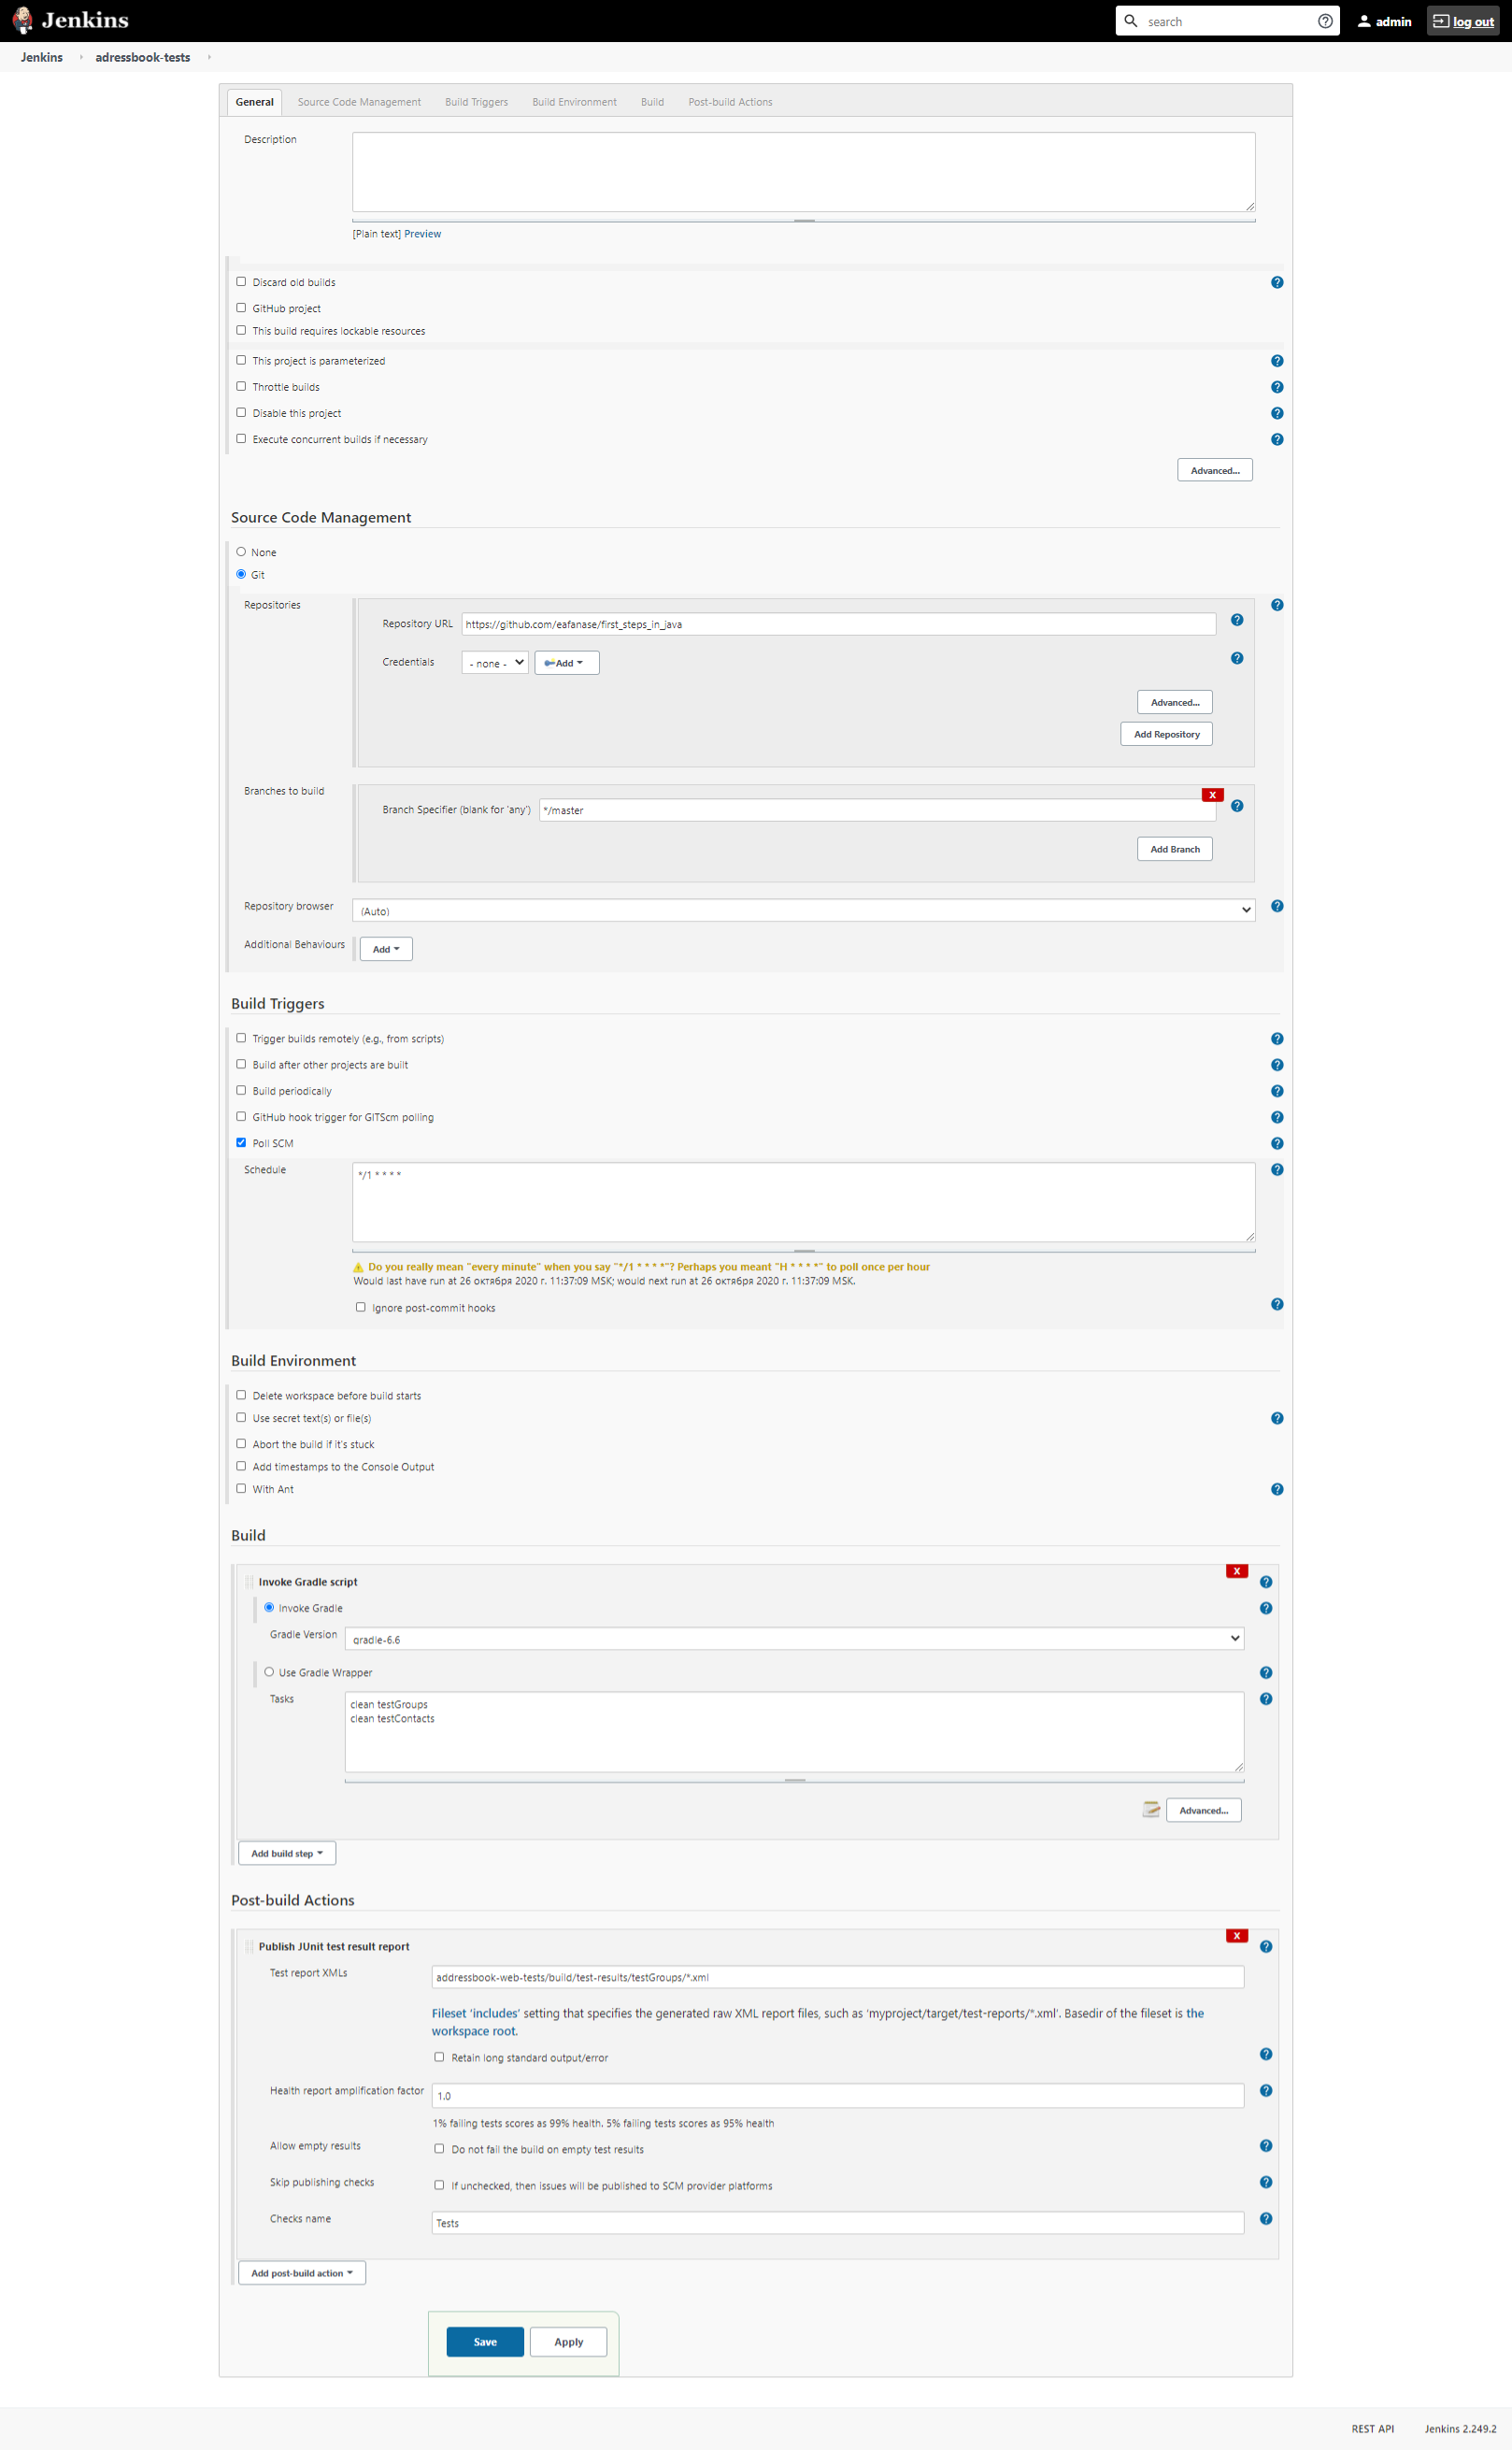 Jenkins
search
admin
log out
Jenkins
adressbook-tests
General
Source Code Management
Build Triggers
Build Environment
Build
Post-build Actions
Description
[Plain text] Preview
Discard old builds
GitHub project
This build requires lockable resources
This project is parameterized
Throttle builds
Disable this project
Execute concurrent builds if necessary
Advanced...
Source Code Management
None
Git
Repositories
Repository URL
https://github.com/eafanase/first_steps_in_java
Credentials
- none -
Add
Advanced...
Add Repository
Branches to build
X
Branch Specifier (blank for 'any')
*/master
Add Branch
Repository browser
(Auto)
Additional Behaviours
Add
Build Triggers
Trigger builds remotely (e.g., from scripts)
Build after other projects are built
Build periodically
GitHub hook trigger for GITScm polling
Poll SCM
Schedule
*/1 * * * *
Do you really mean "every minute" when you say "*/1 * * * *"? Perhaps you meant "H * * * *" to poll once per hour
Would last have run at 26 октября 2020 г. 11:37:09 MSK; would next run at 26 октября 2020 г. 11:37:09 MSK.
Ignore post-commit hooks
Build Environment
Delete workspace before build starts
Use secret text(s) or file(s)
Abort the build if it's stuck
Add timestamps to the Console Output
With Ant
Build
X
Invoke Gradle script
Invoke Gradle
Gradle Version
gradle-6.6
Use Gradle Wrapper
Tasks
clean testGroups
clean testContacts
Advanced...
Add build step
Post-build Actions
X
Publish JUnit test result report
Test report XMLs
addressbook-web-tests/build/test-results/testGroups/*.xml
Fileset 'includes' setting that specifies the generated raw XML report files, such as 'myproject/target/test-reports/*.xml'. Basedir of the fileset is the
workspace root.
Retain long standard output/error
Health report amplification factor
1.0
1% failing tests scores as 99% health. 5% failing tests scores as 95% health
Allow empty results
Do not fail the build on empty test results
Skip publishing checks
If unchecked, then issues will be published to SCM provider platforms
Checks name
Tests
Add post-build action
Save
Apply
REST API
Jenkins 2.249.2